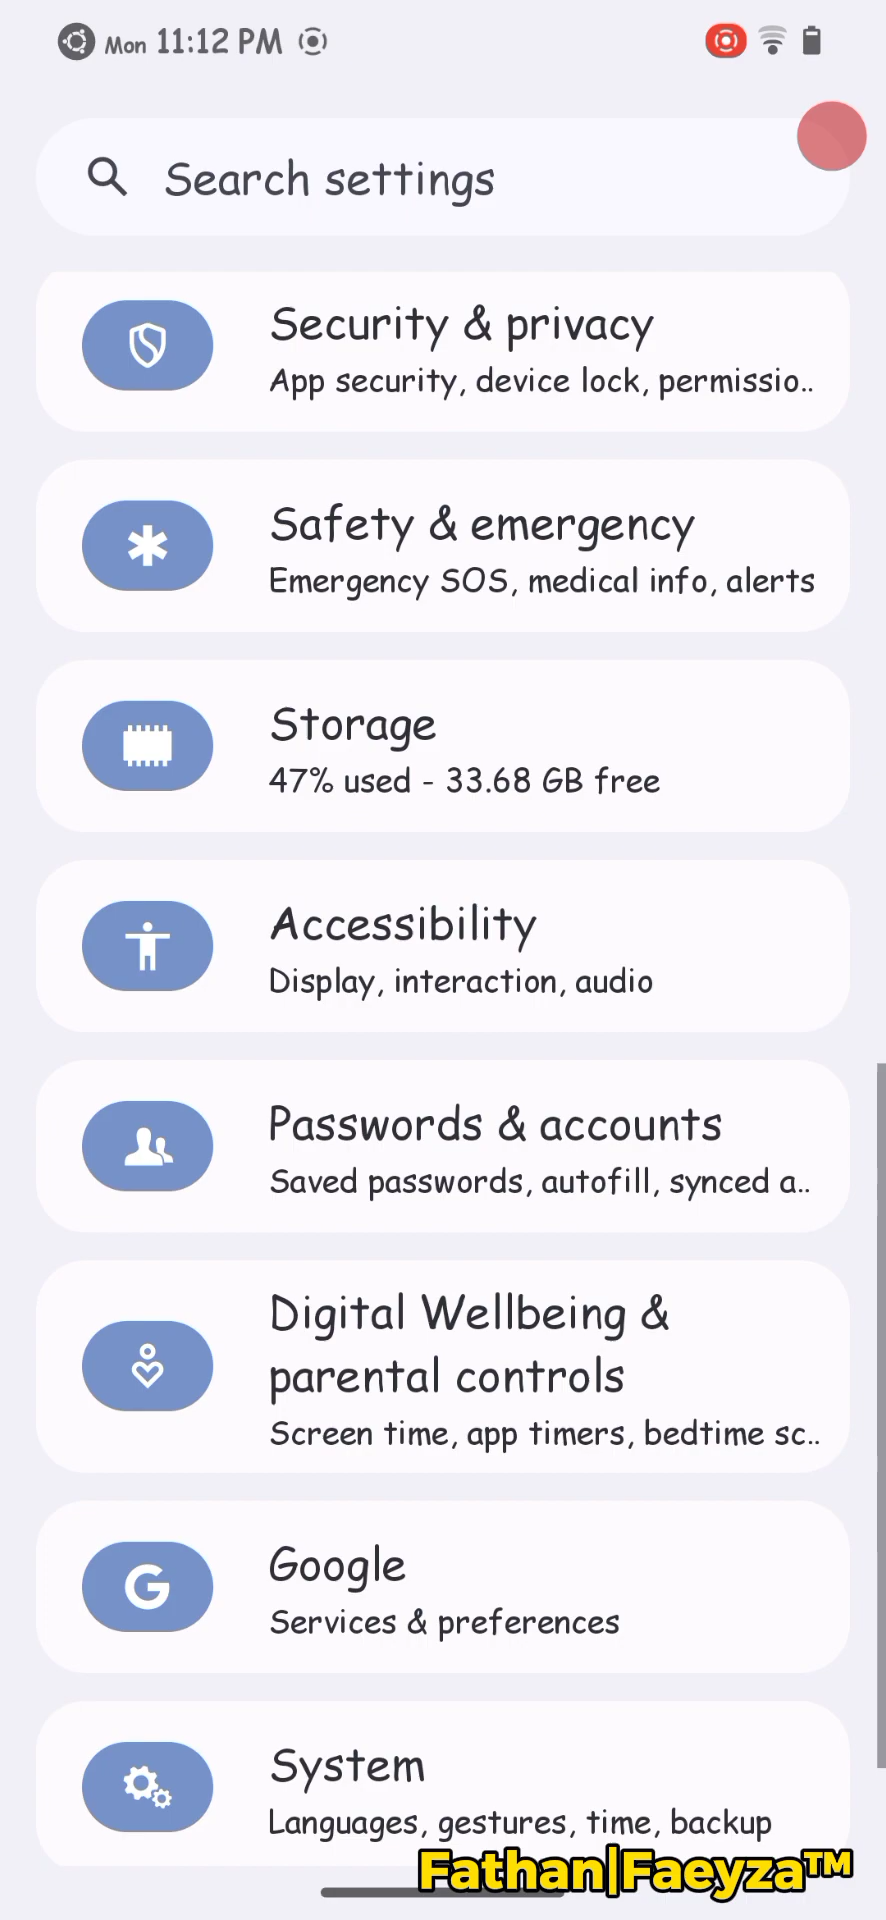 Mon 11:12 PM
Search settings
Security & privacy
App security, device lock, permissio..
Safety & emergency
Emergency SOS, medical info, alerts
Storage
47% used - 33.68 GB free
Accessibility
Display, interaction, audio
Passwords & accounts
Saved passwords, autofill, synced a..
Digital Wellbeing &
parental controls
Screen time, app timers, bedtime sc..
Google
Services & preferences
System
Languages, gestures, time, backup
Fathan|Faeyza™